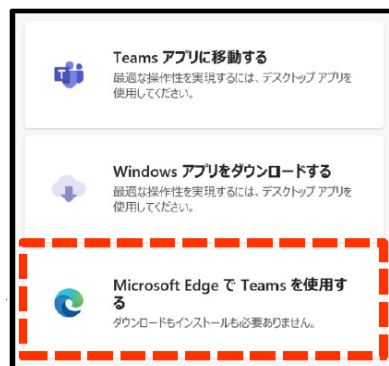 Teams アプリに移動する
最適な操作性を実現するには、デスクトップ アプリを
使用してください。
Windows アプリをダウンロードする
最適な操作性を実現するには、デスクトップ アプリを
使用してください。
Microsoft Edge で Teams を使用す
る
ダウンロードもインストールも必要ありません。